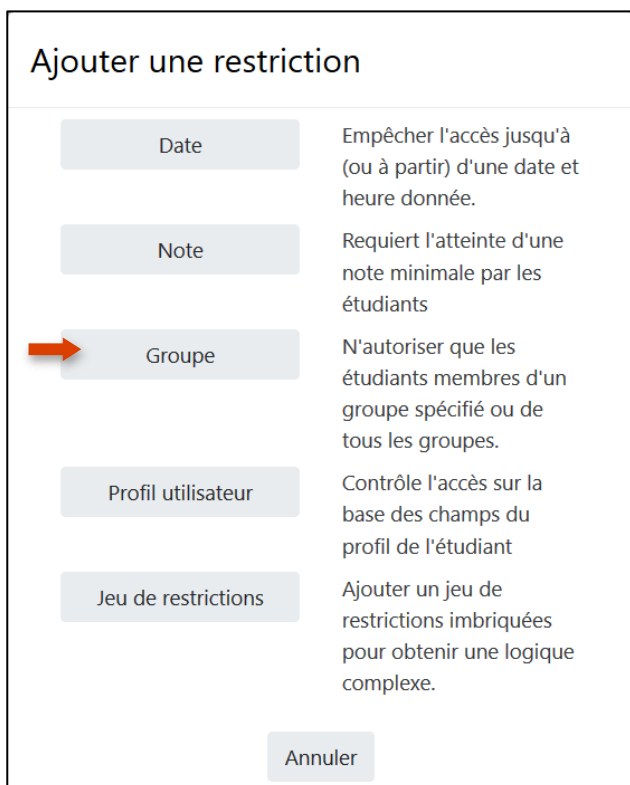 Ajouter une restriction
Date
Empêcher l'accès jusqu'à
(ou à partir) d'une date et
heure donnée.
Note
Requiert l'atteinte d'une
note minimale par les
étudiants
Groupe
N'autoriser que les
étudiants membres d'un
groupe spécifié ou de
tous les groupes.
Profil utilisateur
Contrôle l'accès sur la
base des champs du
profil de l'étudiant
Jeu de restrictions
Ajouter un jeu de
restrictions imbriquées
pour obtenir une logique
complexe.
Annuler